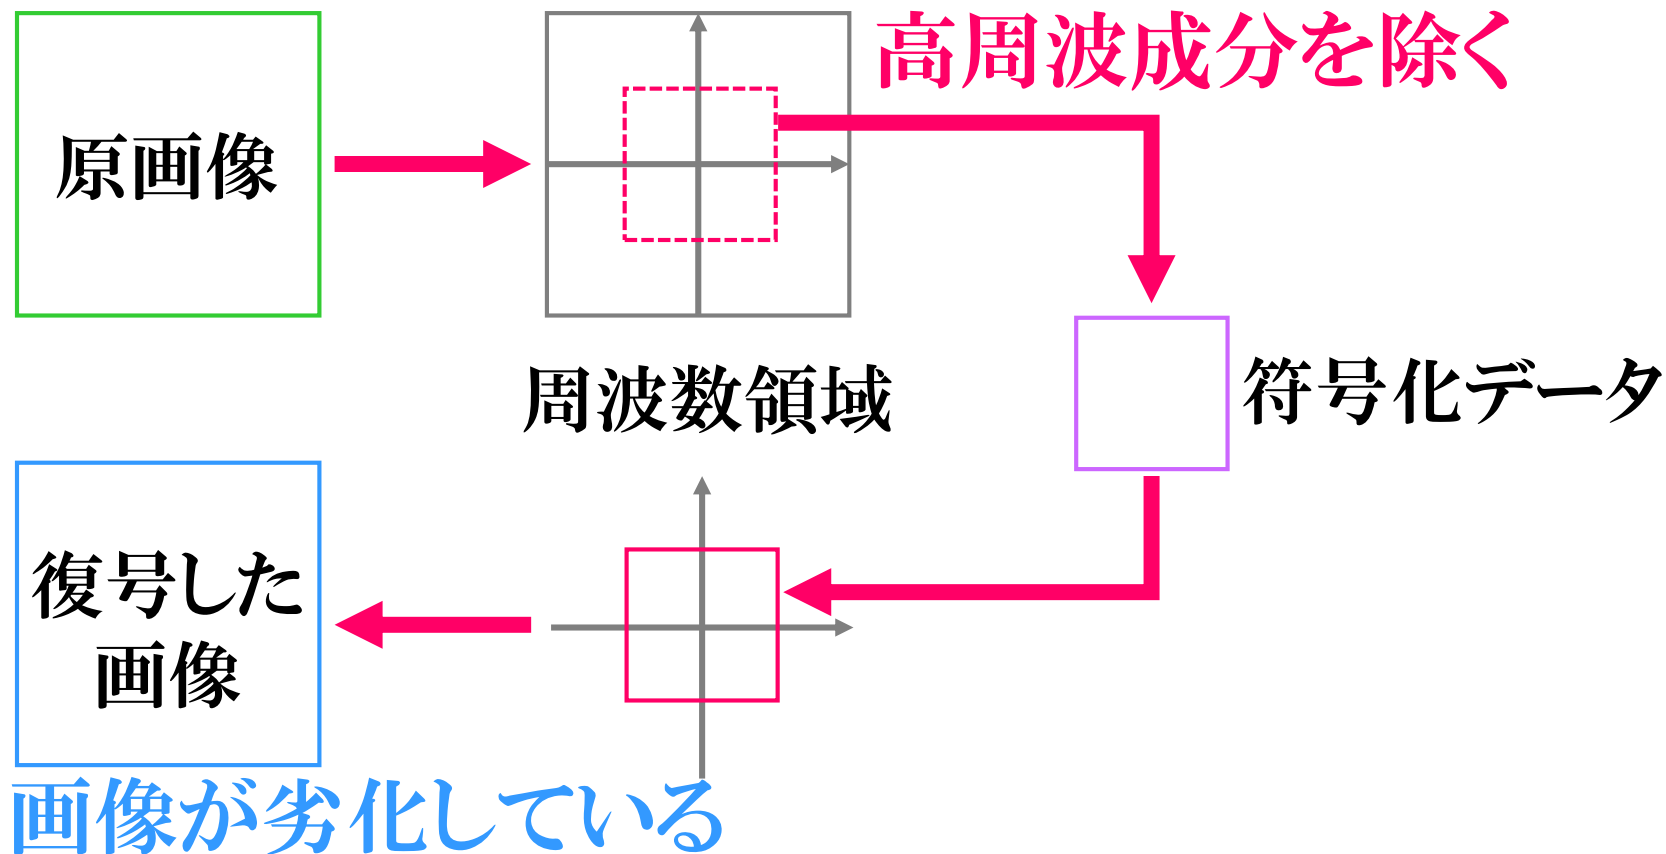 高周波成分を除く
原画像
周波数領域
符号化データ
復号した
画像
画像が劣化している